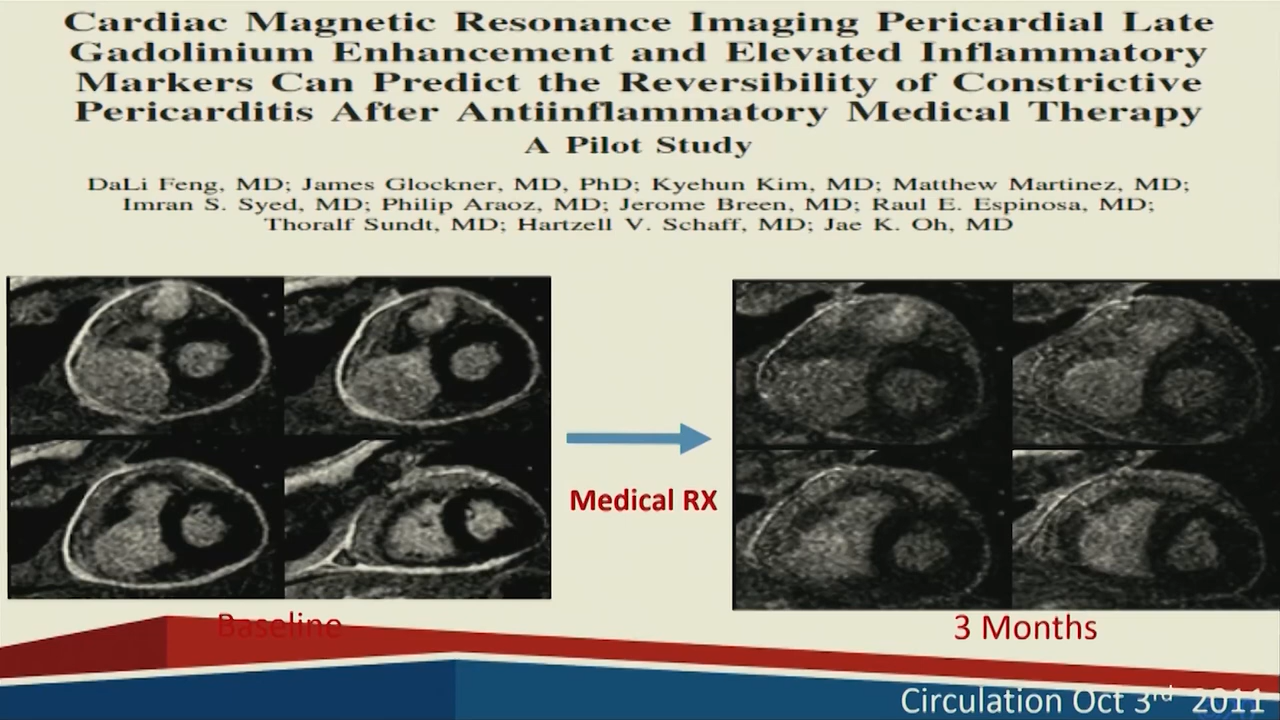 Cardiac Magnetic Resonance Imaging Pericardial Late
Gadolinium Enhancement and Elevated Inflammatory
Markers Can Predict the Reversibility of Constrictive
Pericarditis After Antiinflammatory Medical Therapy
A Pilot Study
DaLi Feng, MD; James Glockner, MD, PhD; Kyehun Kim, MD; Matthew Martinez, MD;
Imran S. Syed, MD; Philip Araoz, MD; Jerome Breen, MD; Raul E. Espinosa, MD;
Thoralf Sundt, MD; Hartzell V. Schaff, MD; Jae K. Oh, MD
Medical RX
Baseline
3 Months
Circulation Oct 3rd 2011